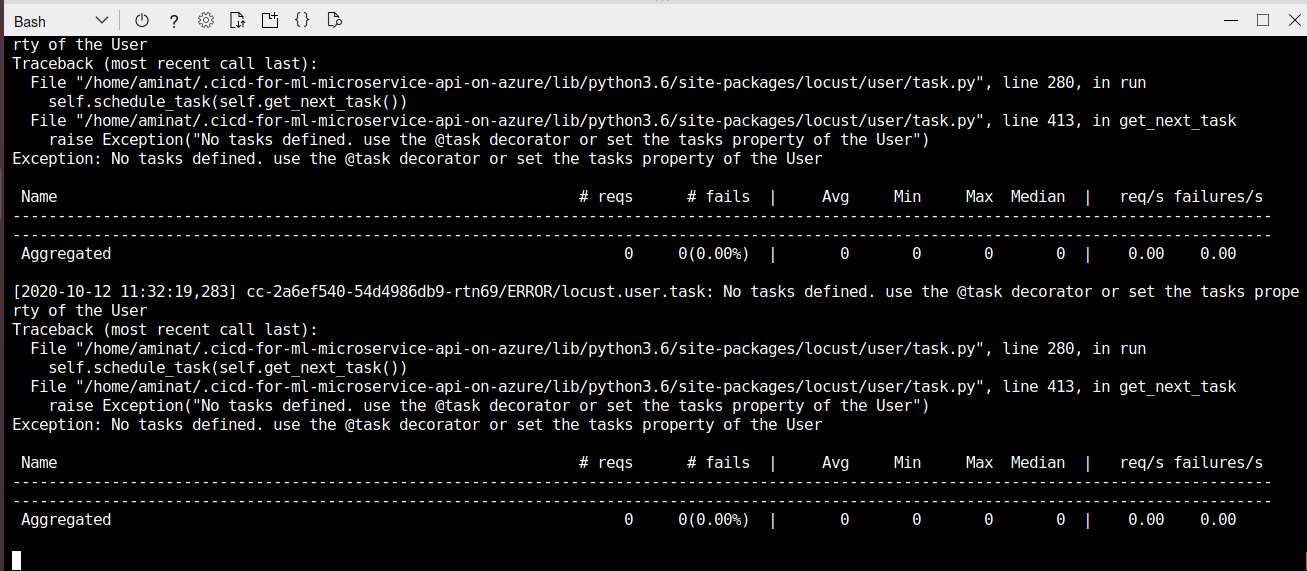 Bash ? {}
rty of the User
Traceback (most recent call last):
  File "/home/aminat/.cicd-for-ml-microservice-api-on-azure/lib/python3.6/site-packages/locust/user/task.py", line 280, in run
    self.schedule_task(self.get_next_task())
  File "/home/aminat/.cicd-for-ml-microservice-api-on-azure/lib/python3.6/site-packages/locust/user/task.py", line 413, in get_next_task
    raise Exception("No tasks defined. use the @task decorator or set the tasks property of the User")
Exception: No tasks defined. use the @task decorator or set the tasks property of the User
 Name # reqs # fails | Avg Min Max Median | req/s failures/s
--------------------------------------------------------------------------------------------------------------------------------------------
--------------------------------------------------------------------------------------------------------------------------------------------
 Aggregated 0 0(0.00%) | 0 0 0 0 | 0.00 0.00
[2020-10-12 11:32:19,283] cc-2a6ef540-54d4986db9-rtn69/ERROR/locust.user.task: No tasks defined. use the @task decorator or set the tasks prope
rty of the User
Traceback (most recent call last):
  File "/home/aminat/.cicd-for-ml-microservice-api-on-azure/lib/python3.6/site-packages/locust/user/task.py", line 280, in run
    self.schedule_task(self.get_next_task())
  File "/home/aminat/.cicd-for-ml-microservice-api-on-azure/lib/python3.6/site-packages/locust/user/task.py", line 413, in get_next_task
    raise Exception("No tasks defined. use the @task decorator or set the tasks property of the User")
Exception: No tasks defined. use the @task decorator or set the tasks property of the User
 Name # reqs # fails | Avg Min Max Median | req/s failures/s
--------------------------------------------------------------------------------------------------------------------------------------------
--------------------------------------------------------------------------------------------------------------------------------------------
 Aggregated 0 0(0.00%) | 0 0 0 0 | 0.00 0.00